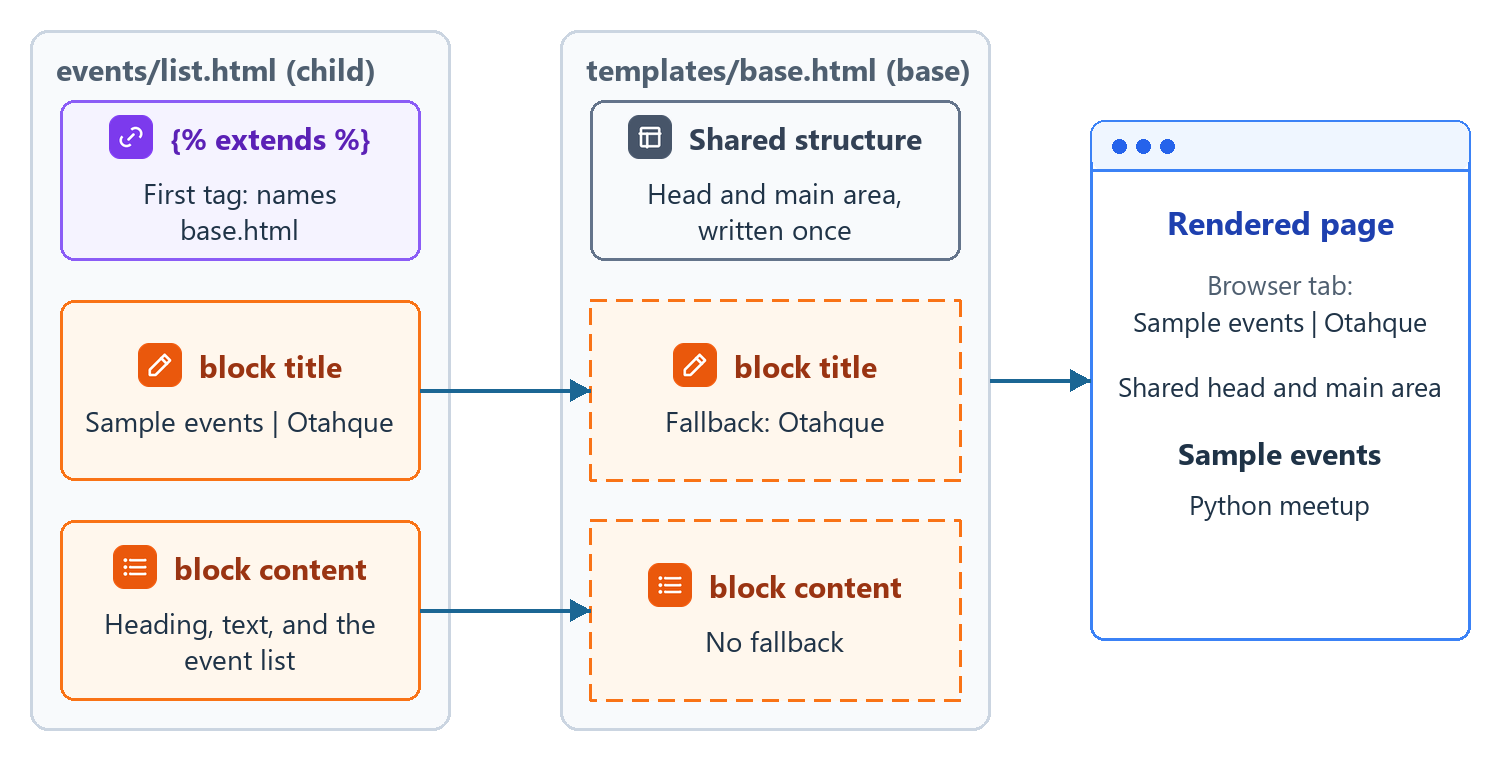 events/list.html (child)
{% extends %}
First tag: names
base.html
block title
Sample events | Otahque
block content
Heading, text, and the
event list
templates/base.html (base)
Shared structure
Head and main area,
written once
block title
Fallback: Otahque
block content
No fallback
Rendered page
Browser tab:
Sample events | Otahque
Shared head and main area
Sample events
Python meetup